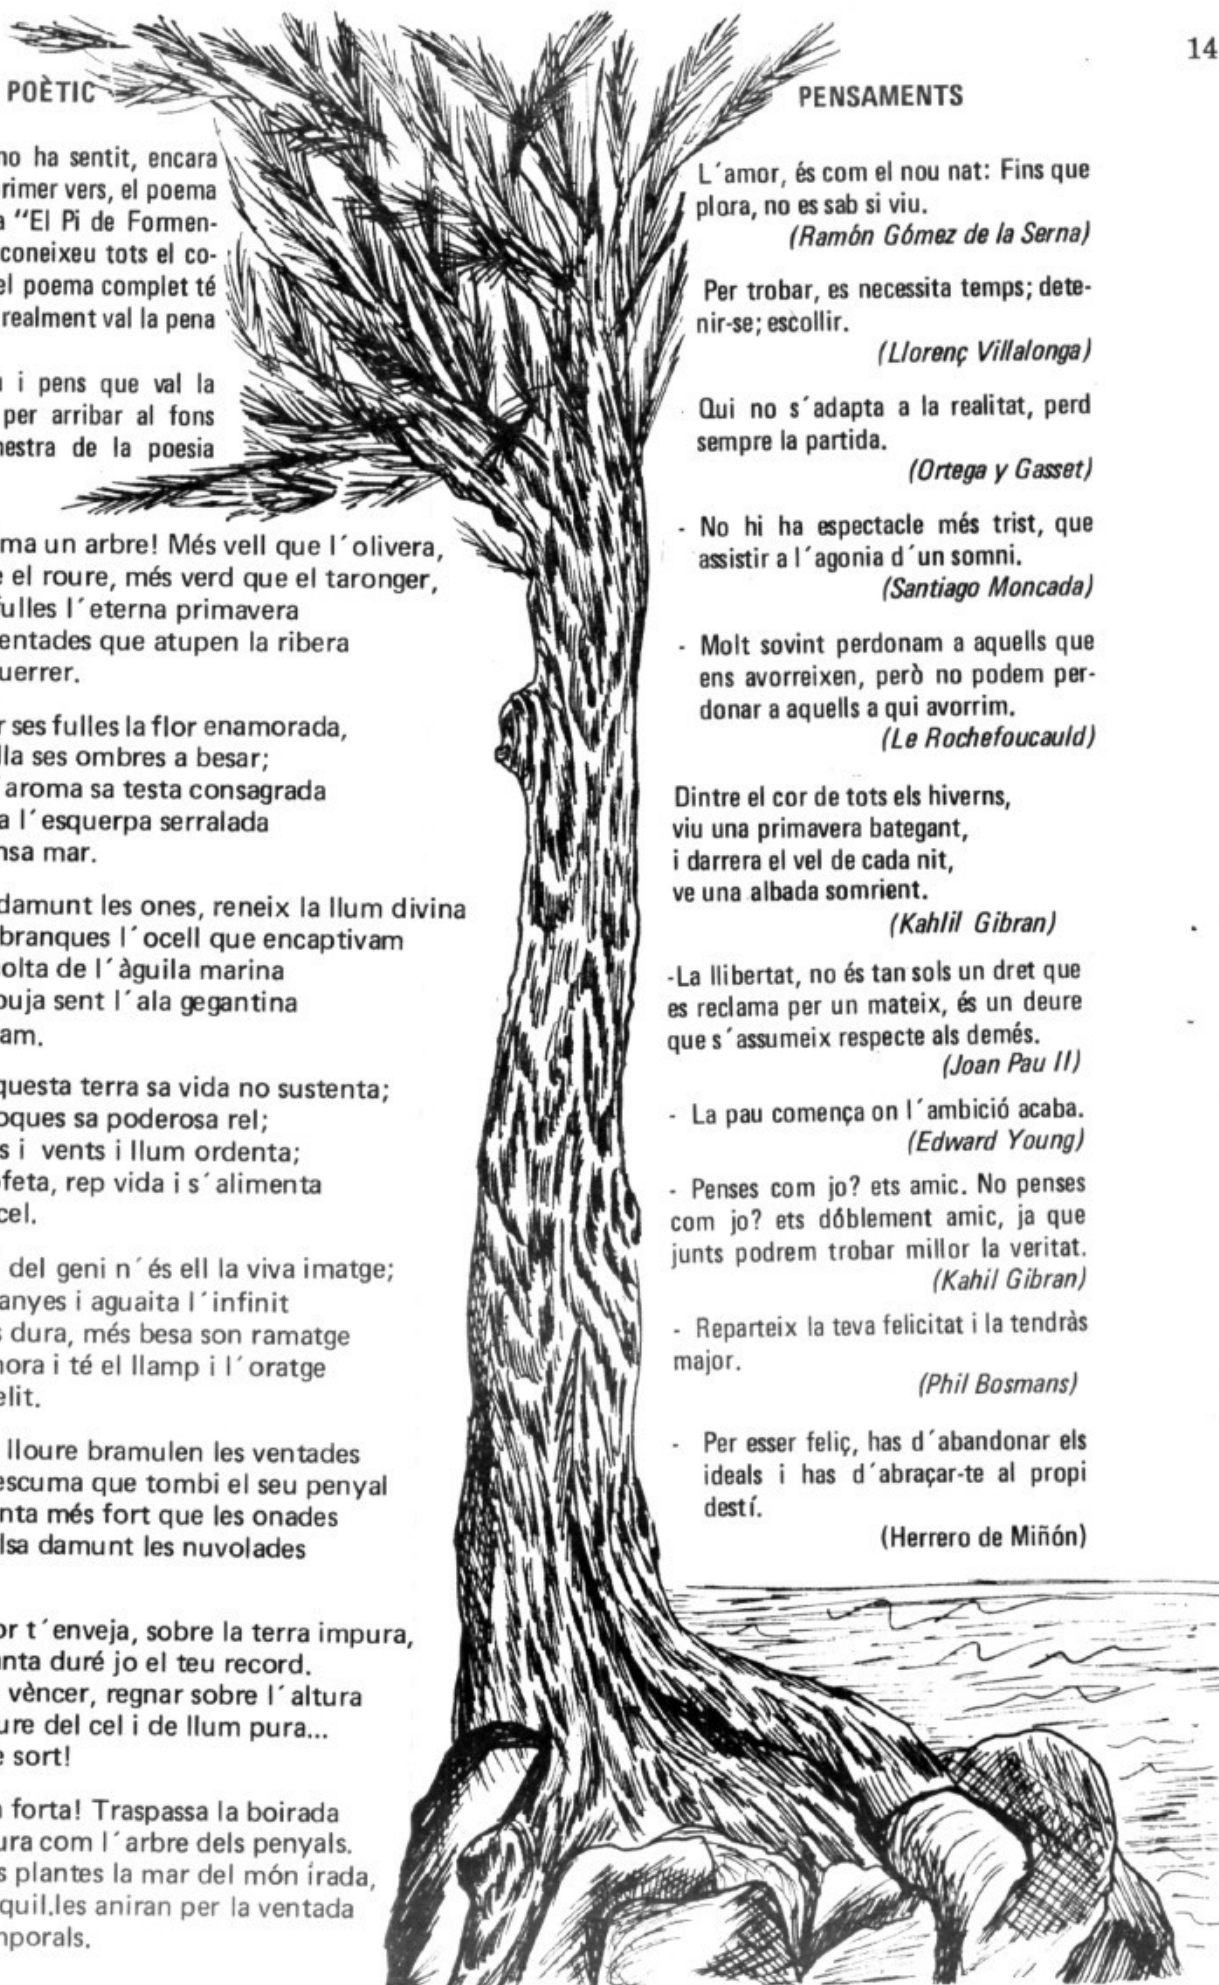 14
POÈTIC
no ha sentit, encara
rimer vers, el poema
a "El Pi de Formen-
coneixeu tots el co-
el poema complet té
realment val la pena
i pens que val la
per arribar al fons
nestra de la poesia
ma un arbre! Més vell que l´olivera,
e el roure, més verd que el taronger,
fulles l´eterna primavera
entades que atupen la ribera
uerrer.
r ses fulles la flor enamorada,
lla ses ombres a besar;
´aroma sa testa consagrada
a l´esquerpa serralada
nsa mar.
damunt les ones, reneix la llum divina
branques l´ocell que encaptivam
olta de l´àguila marina
puja sent l´ala gegantina
am.
questa terra sa vida no sustenta;
oques sa poderosa rel;
s i vents i llum ordenta;
feta, rep vida i s´alimenta
cel.
del geni n´és ell la viva imatge;
anyes i aguaita l´infinit
s dura, més besa son ramatge
nora i té el llamp i l´oratge
elit.
lloure bramulen les ventades
escuma que tombi el seu penyal
nta més fort que les onades
lsa damunt les nuvolades
or t´enveja, sobre la terra impura,
anta duré jo el teu record.
vèncer, regnar sobre l´altura
ure del cel i de llum pura...
e sort!
a forta! Traspassa la boirada
ura com l´arbre dels penyals.
s plantes la mar del món írada,
quil.les aniran per la ventada
nporals.
PENSAMENTS
L´amor, és com el nou nat: Fins que
plora, no es sab si viu.
(Ramón Gómez de la Serna)
Per trobar, es necessita temps; dete-
nir-se; escollir.
(Llorenç Villalonga)
Qui no s´adapta a la realitat, perd
sempre la partida.
(Ortega y Gasset)
- No hi ha espectacle més trist, que
assistir a l´agonia d´un somni.
(Santiago Moncada)
- Molt sovint perdonam a aquells que
ens avorreixen, però no podem per-
donar a aquells a qui avorrim.
(Le Rochefoucauld)
Dintre el cor de tots els hiverns,
viu una primavera bategant,
i darrera el vel de cada nit,
ve una albada somrient.
(Kahlil Gibran)
-La llibertat, no és tan sols un dret que
es reclama per un mateix, és un deure
que s´assumeix respecte als demés.
(Joan Pau II)
- La pau comença on l´ambició acaba.
(Edward Young)
- Penses com jo? ets amic. No penses
com jo? ets dóblement amic, ja que
junts podrem trobar millor la veritat.
(Kahil Gibran)
- Reparteix la teva felicitat i la tendràs
major.
(Phil Bosmans)
- Per esser feliç, has d´abandonar els
ideals i has d´abraçar-te al propi
destí.
(Herrero de Miñón)